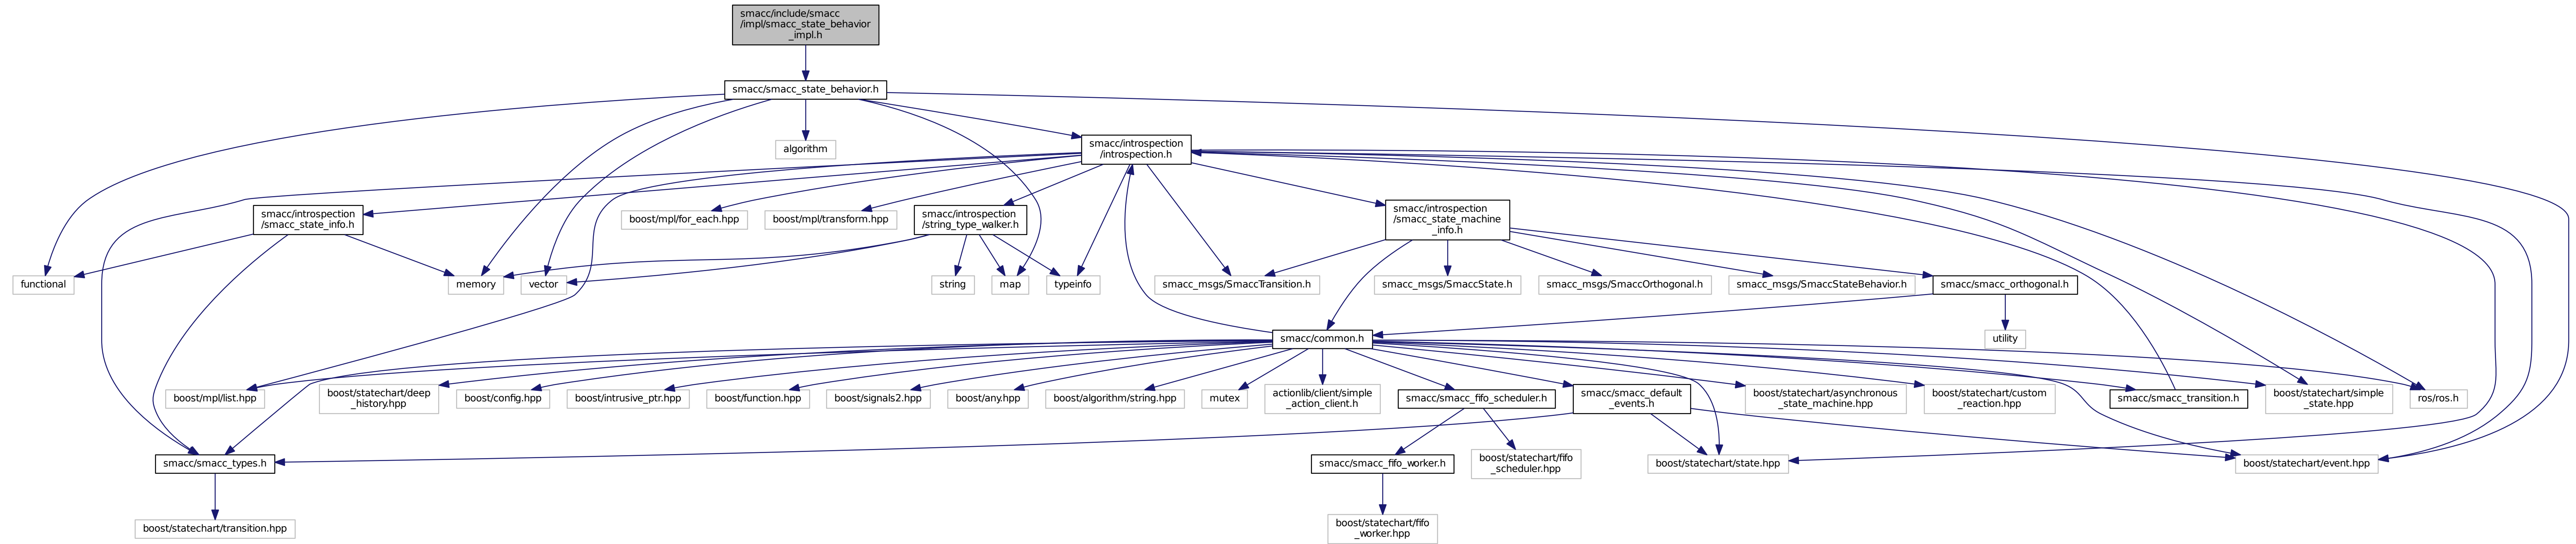 smacc/include/smacc
/impl/smacc_state_behavior
_impl.h
smacc/smacc_state_behavior.h
algorithm
smacc/introspection
/introspection.h
smacc/introspection
/smacc_state_info.h
boost/mpl/for_each.hpp
boost/mpl/transform.hpp
smacc/introspection
/string_type_walker.h
smacc/introspection
/smacc_state_machine
_info.h
functional
memory
vector
string
map
typeinfo
smacc_msgs/SmaccTransition.h
smacc_msgs/SmaccState.h
smacc_msgs/SmaccOrthogonal.h
smacc_msgs/SmaccStateBehavior.h
smacc/smacc_orthogonal.h
smacc/common.h
utility
boost/mpl/list.hpp
boost/statechart/deep
_history.hpp
boost/config.hpp
boost/intrusive_ptr.hpp
boost/function.hpp
boost/signals2.hpp
boost/any.hpp
boost/algorithm/string.hpp
mutex
actionlib/client/simple
_action_client.h
smacc/smacc_fifo_scheduler.h
smacc/smacc_default
_events.h
boost/statechart/asynchronous
_state_machine.hpp
boost/statechart/custom
_reaction.hpp
smacc/smacc_transition.h
boost/statechart/simple
_state.hpp
ros/ros.h
smacc/smacc_types.h
smacc/smacc_fifo_worker.h
boost/statechart/fifo
_scheduler.hpp
boost/statechart/state.hpp
boost/statechart/event.hpp
boost/statechart/transition.hpp
boost/statechart/fifo
_worker.hpp